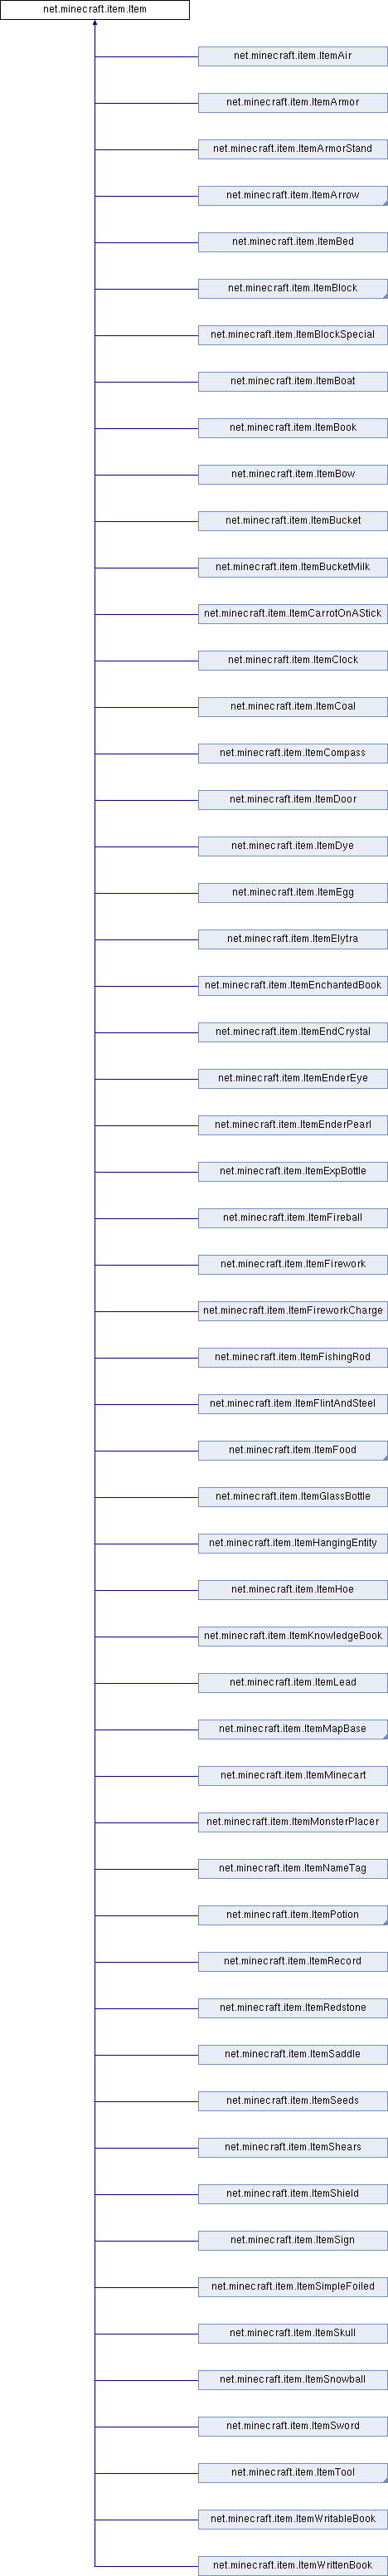 net.minecraft.item.Item
net.minecraft.item.ItemAir
net.minecraft.item.ItemArmor
net.minecraft.item.ItemArmorStand
net.minecraft.item.ItemArrow
net.minecraft.item.ItemBed
net.minecraft.item.ItemBlock
net.minecraft.item.ItemBlockSpecial
net.minecraft.item.ItemBoat
net.minecraft.item.ItemBook
net.minecraft.item.ItemBow
net.minecraft.item.ItemBucket
net.minecraft.item.ItemBucketMilk
net.minecraft.item.ItemCarrotOnAStick
net.minecraft.item.ItemClock
net.minecraft.item.ItemCoal
net.minecraft.item.ItemCompass
net.minecraft.item.ItemDoor
net.minecraft.item.ItemDye
net.minecraft.item.ItemEgg
net.minecraft.item.ItemElytra
net.minecraft.item.ItemEnchantedBook
net.minecraft.item.ItemEndCrystal
net.minecraft.item.ItemEnderEye
net.minecraft.item.ItemEnderPearl
net.minecraft.item.ItemExpBottle
net.minecraft.item.ItemFireball
net.minecraft.item.ItemFirework
net.minecraft.item.ItemFireworkCharge
net.minecraft.item.ItemFishingRod
net.minecraft.item.ItemFlintAndSteel
net.minecraft.item.ItemFood
net.minecraft.item.ItemGlassBottle
net.minecraft.item.ItemHangingEntity
net.minecraft.item.ItemHoe
net.minecraft.item.ItemKnowledgeBook
net.minecraft.item.ItemLead
net.minecraft.item.ItemMapBase
net.minecraft.item.ItemMinecart
net.minecraft.item.ItemMonsterPlacer
net.minecraft.item.ItemNameTag
net.minecraft.item.ItemPotion
net.minecraft.item.ItemRecord
net.minecraft.item.ItemRedstone
net.minecraft.item.ItemSaddle
net.minecraft.item.ItemSeeds
net.minecraft.item.ItemShears
net.minecraft.item.ItemShield
net.minecraft.item.ItemSign
net.minecraft.item.ItemSimpleFoiled
net.minecraft.item.ItemSkull
net.minecraft.item.ItemSnowball
net.minecraft.item.ItemSword
net.minecraft.item.ItemTool
net.minecraft.item.ItemWritableBook
net.minecraft.item.ItemWrittenBook